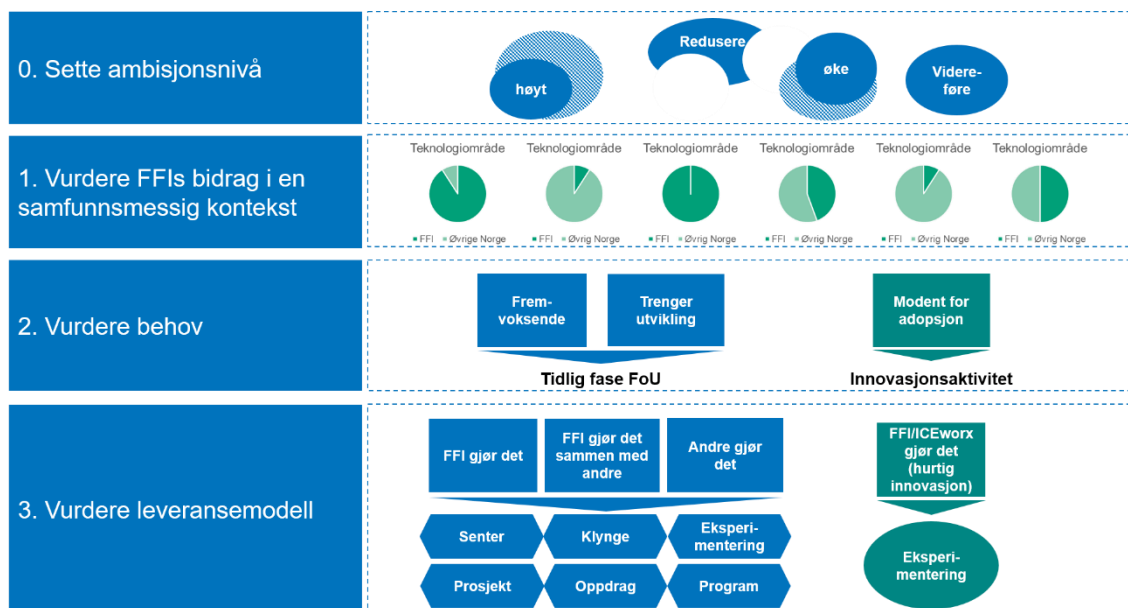 0. Sette ambisjonsnivå
høyt
Redusere
øke
Videre-
føre
1. Vurdere FFIs bidrag i en
samfunnsmessig kontekst
Teknologiområde
FFI Øvrige Norge
Teknologiområde
FFI Øvrig Norge
Teknologiområde
FFI Øvrig Norge
Teknologiområde
FFI Øvrig Norge
Teknologiområde
FFI Øvrig Norge
Teknologiområde
FFI Øvrig Norge
2. Vurdere behov
Frem-
voksende
Trenger
utvikling
Tidlig fase FoU
Modent for
adopsjon
Innovasjonsaktivitet
3. Vurdere leveransemodell
FFI gjør det
FFI gjør det
sammen med
andre
Andre gjør
det
Senter
Klynge
Eksperi-
mentering
Prosjekt
Oppdrag
Program
FFI/ICEworx
gjør det
(hurtig
innovasjon)
Eksperi-
mentering